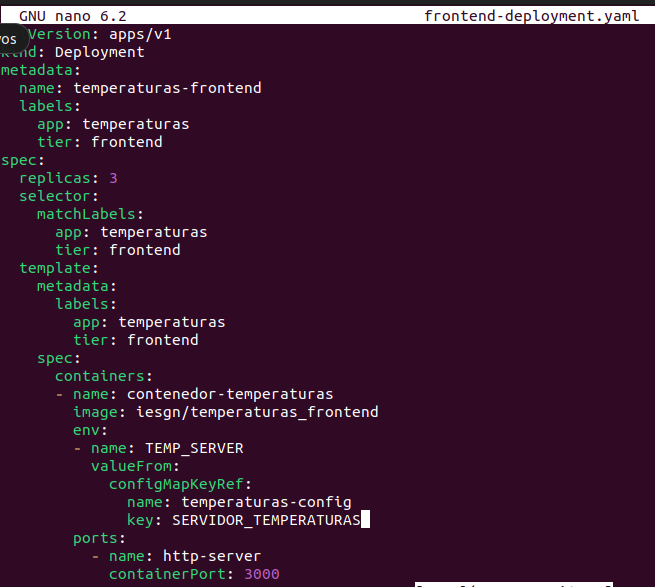 GNU nano 6.2 frontend-deployment.yaml
Version: apps/v1
vos
kind: Deployment
metadata:
  name: temperaturas-frontend
  labels:
    app: temperaturas
    tier: frontend
spec:
  replicas: 3
  selector:
    matchLabels:
      app: temperaturas
      tier: frontend
  template:
    metadata:
      labels:
        app: temperaturas
        tier: frontend
    spec:
      containers:
      - name: contenedor-temperaturas
        image: iesgn/temperaturas_frontend
        env:
        - name: TEMP_SERVER
          valueFrom:
            configMapKeyRef:
              name: temperaturas-config
              key: SERVIDOR_TEMPERATURAS
        ports:
          - name: http-server
            containerPort: 3000